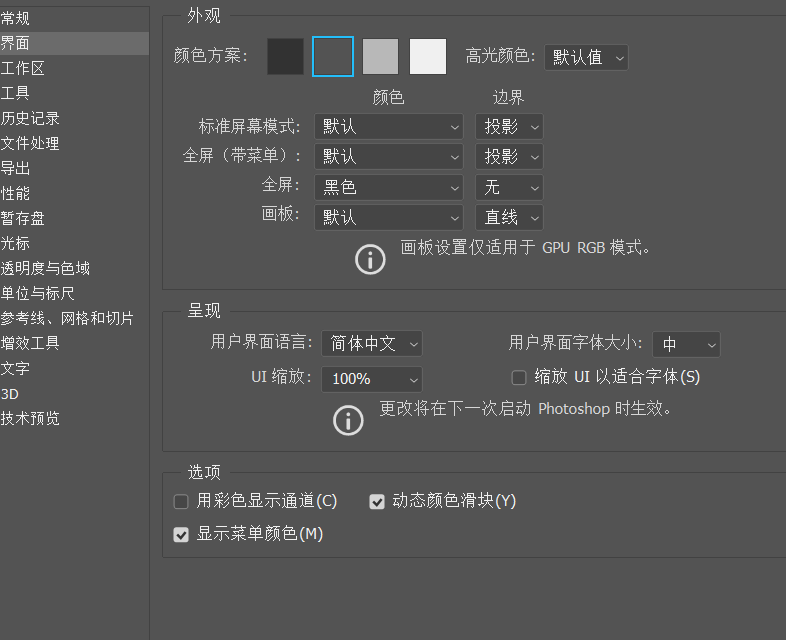 常规
界面
工作区
工具
历史记录
文件处理
导出
性能
暂存盘
光标
透明度与色域
单位与标尺
参考线、网格和切片
增效工具
文字
3D
技术预览
外观
颜色方案: 高光颜色: 默认值
颜色 边界
标准屏幕模式: 默认 投影
全屏（带菜单）: 默认 投影
全屏: 黑色 无
画板: 默认 直线
画板设置仅适用于 GPU RGB 模式。
呈现
用户界面语言: 简体中文 用户界面字体大小: 中
UI 缩放: 100% 缩放 UI 以适合字体(S)
更改将在下一次启动 Photoshop 时生效。
选项
用彩色显示通道(C) 动态颜色滑块(Y)
显示菜单颜色(M)